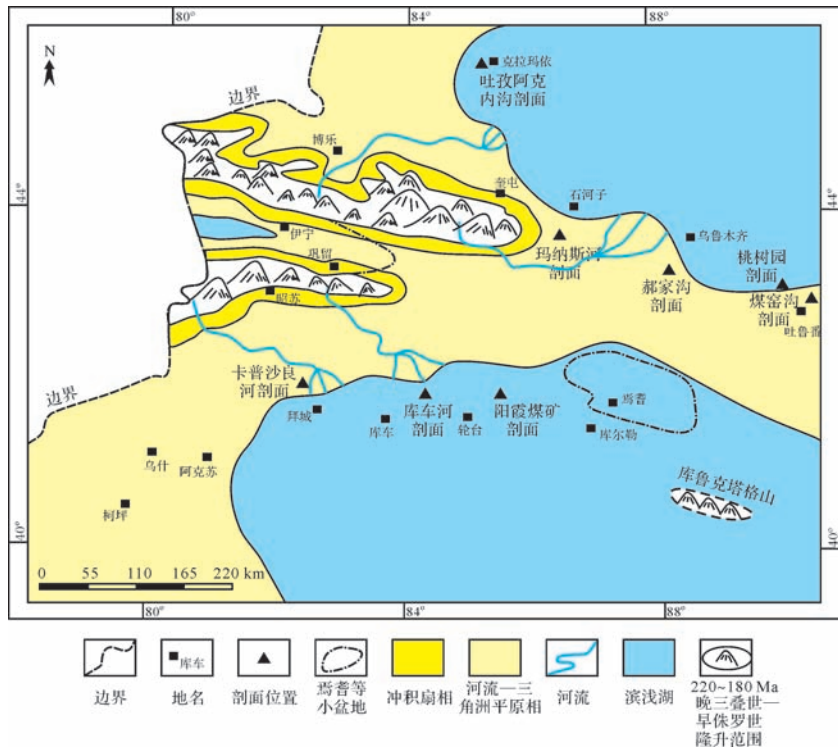 80°
84°
88°
N
边界
克拉玛依
吐孜阿克
内沟剖面
博乐
44°
44°
奎屯
石河子
伊宁
乌鲁木齐
巩留
玛纳斯河
剖面
桃树园
剖面
郝家沟
剖面
煤窑沟
剖面
昭苏
吐鲁番
卡普沙良
河剖面
边界
拜城
库车
库车河
剖面
轮台
阳霞煤矿
剖面
焉耆
库尔勒
乌什
阿克苏
库鲁克塔格山
柯坪
40°
40°
0 55 110 165 220 km
80°
84°
88°
库车
边界
地名
剖面位置
焉耆等
小盆地
冲积扇相
河流—三
角洲平原相
河流
滨浅湖
220~180 Ma
晚三叠世—
早侏罗世
隆升范围